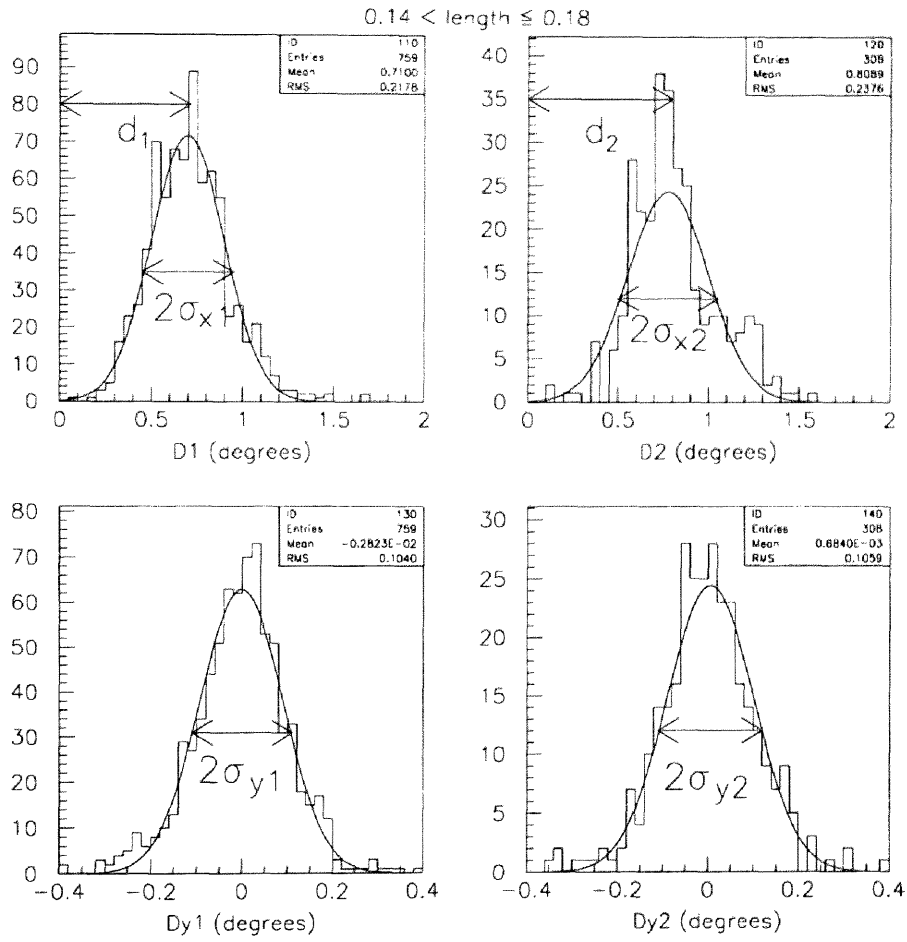 0.14 < length ≤ 0.18
ID 110
Entries 759
Mean 0.7100
RMS 0.2178
90
80
70
60
50
40
30
20
10
0
d1
2σx1
0 0.5 1 1.5 2
D1 (degrees)
ID 120
Entries 308
Mean 0.8089
RMS 0.2376
40
35
30
25
20
15
10
5
0
d2
2σx2
0 0.5 1 1.5 2
D2 (degrees)
ID 130
Entries 759
Mean -0.2823E-02
RMS 0.1040
80
70
60
50
40
30
20
10
0
2σy1
-0.4 -0.2 0 0.2 0.4
Dy1 (degrees)
ID 140
Entries 308
Mean 0.6840E-03
RMS 0.1059
30
25
20
15
10
5
0
2σy2
-0.4 -0.2 0 0.2 0.4
Dy2 (degrees)